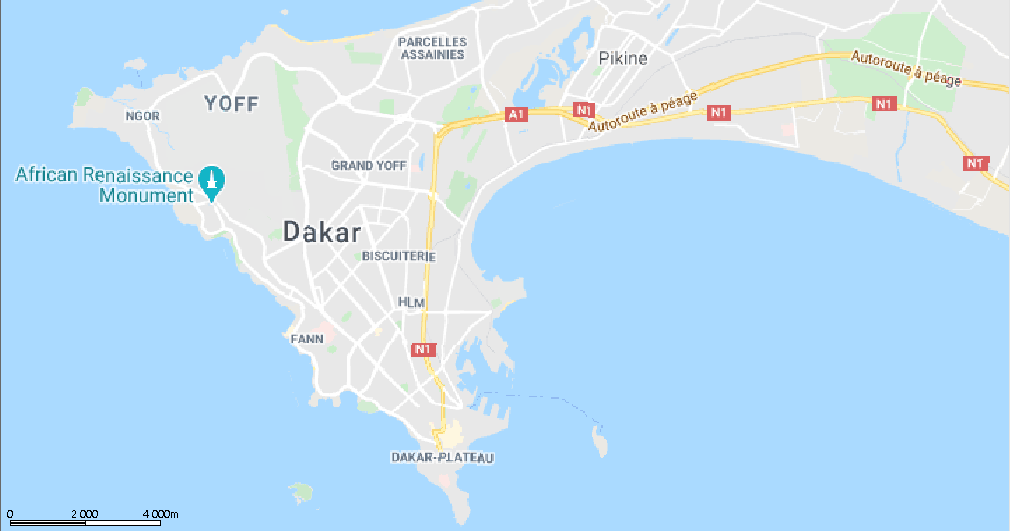 PARCELLES
ASSAINIES
Pikine
Autoroute à péage
YOFF
NGOR
A1
N1
Autoroute à péage
N1
N1
GRAND YOFF
African Renaissance
Monument
N1
Dakar
BISCUITERIE
HLM
FANN
N1
DAKAR-PLATEAU
0 2 000 4 000m